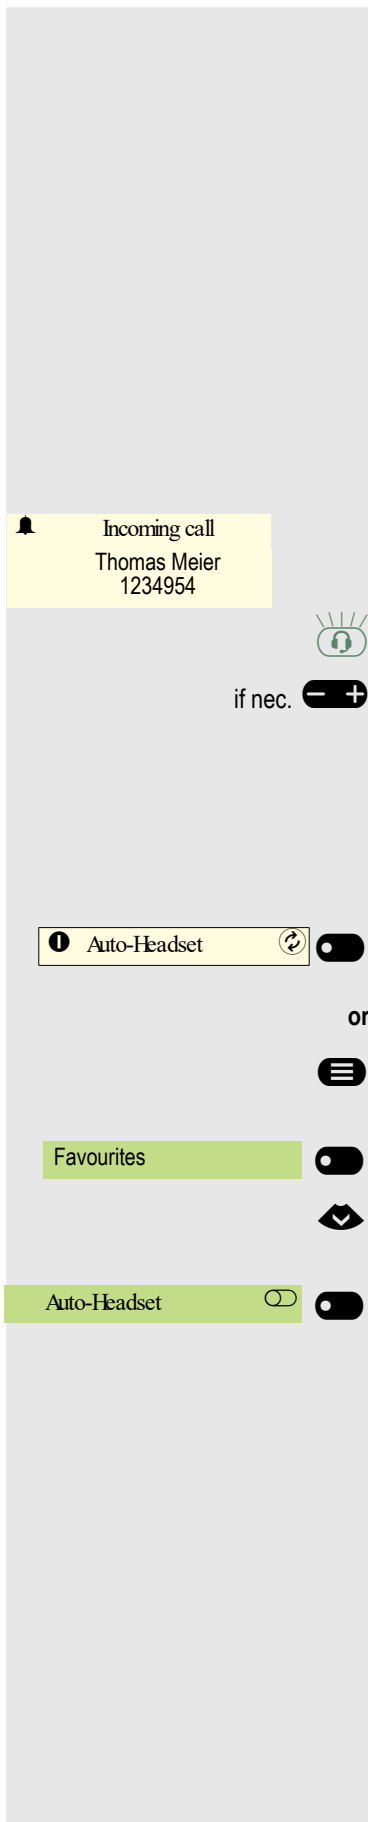 Incoming call
Thomas Meier
1234954
if nec.
Auto-Headset
or
Favourites
Auto-Headset